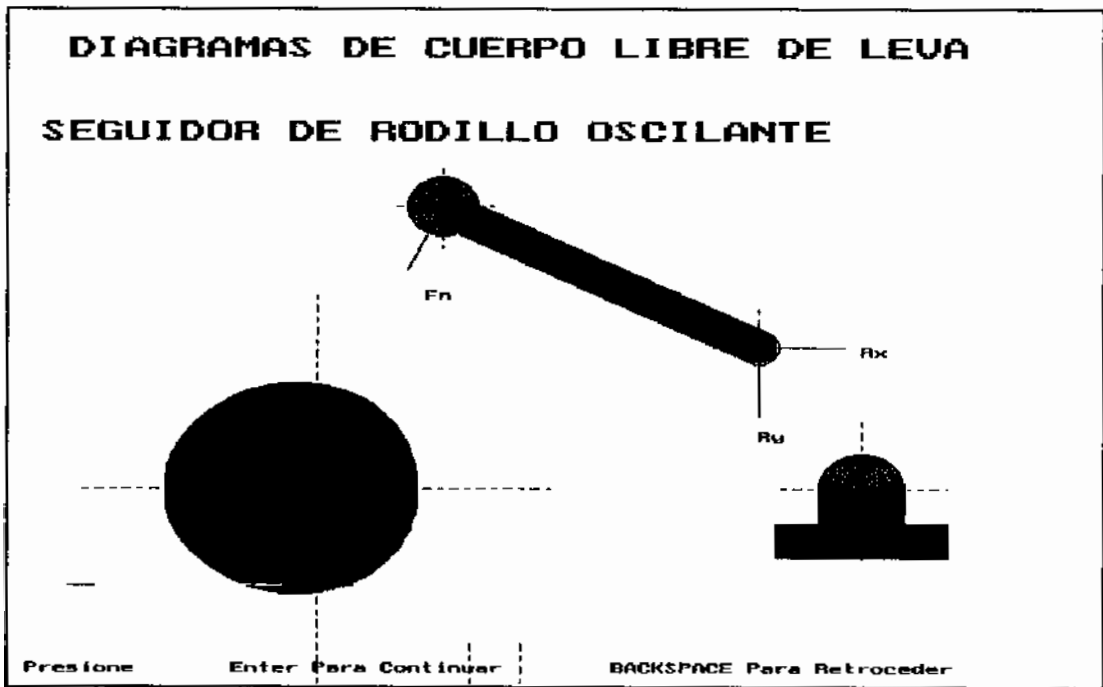 DIAGRAMAS DE CUERPO LIBRE DE LEVA
SEGUIDOR DE RODILLO OSCILANTE
Fn
Rx
Ry
Presione Enter Para Continuar BACKSPACE Para Retroceder